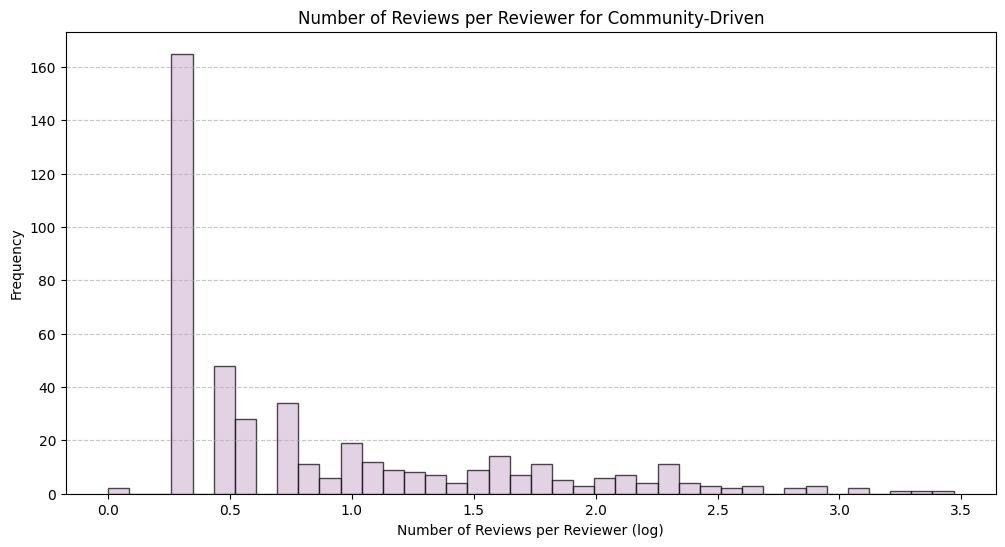 Number of Reviews per Reviewer for Community-Driven
Frequency
160
140
120
100
80
60
40
20
0
0.0 0.5 1.0 1.5 2.0 2.5 3.0 3.5
Number of Reviews per Reviewer (log)